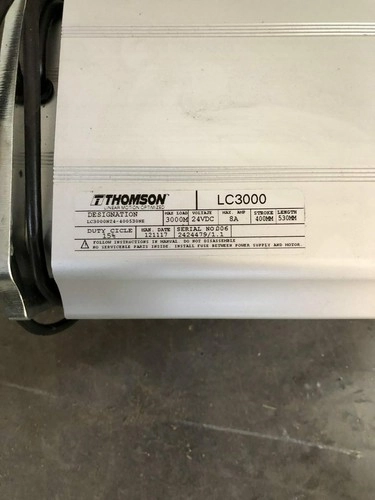 THOMSON LC3000
LINEAR MOTION OPTIMIZED
DESIGNATION MAX LOAD VOLTAGE MAX. AMP STROKE LENGTH
3000N 24VDC 8A 400MM 530MM
DUTY CICLE MAN. DATE SERIAL NO.006
15% 121117 2424479/1.1
FOLLOW INSTRUCTIONS IN MANUAL. DO NOT DISASSEMBLE
NO SERVICEABLE PARTS INSIDE. INSTALL FUSE BETWEEN POWER SUPPLY AND MOTOR.